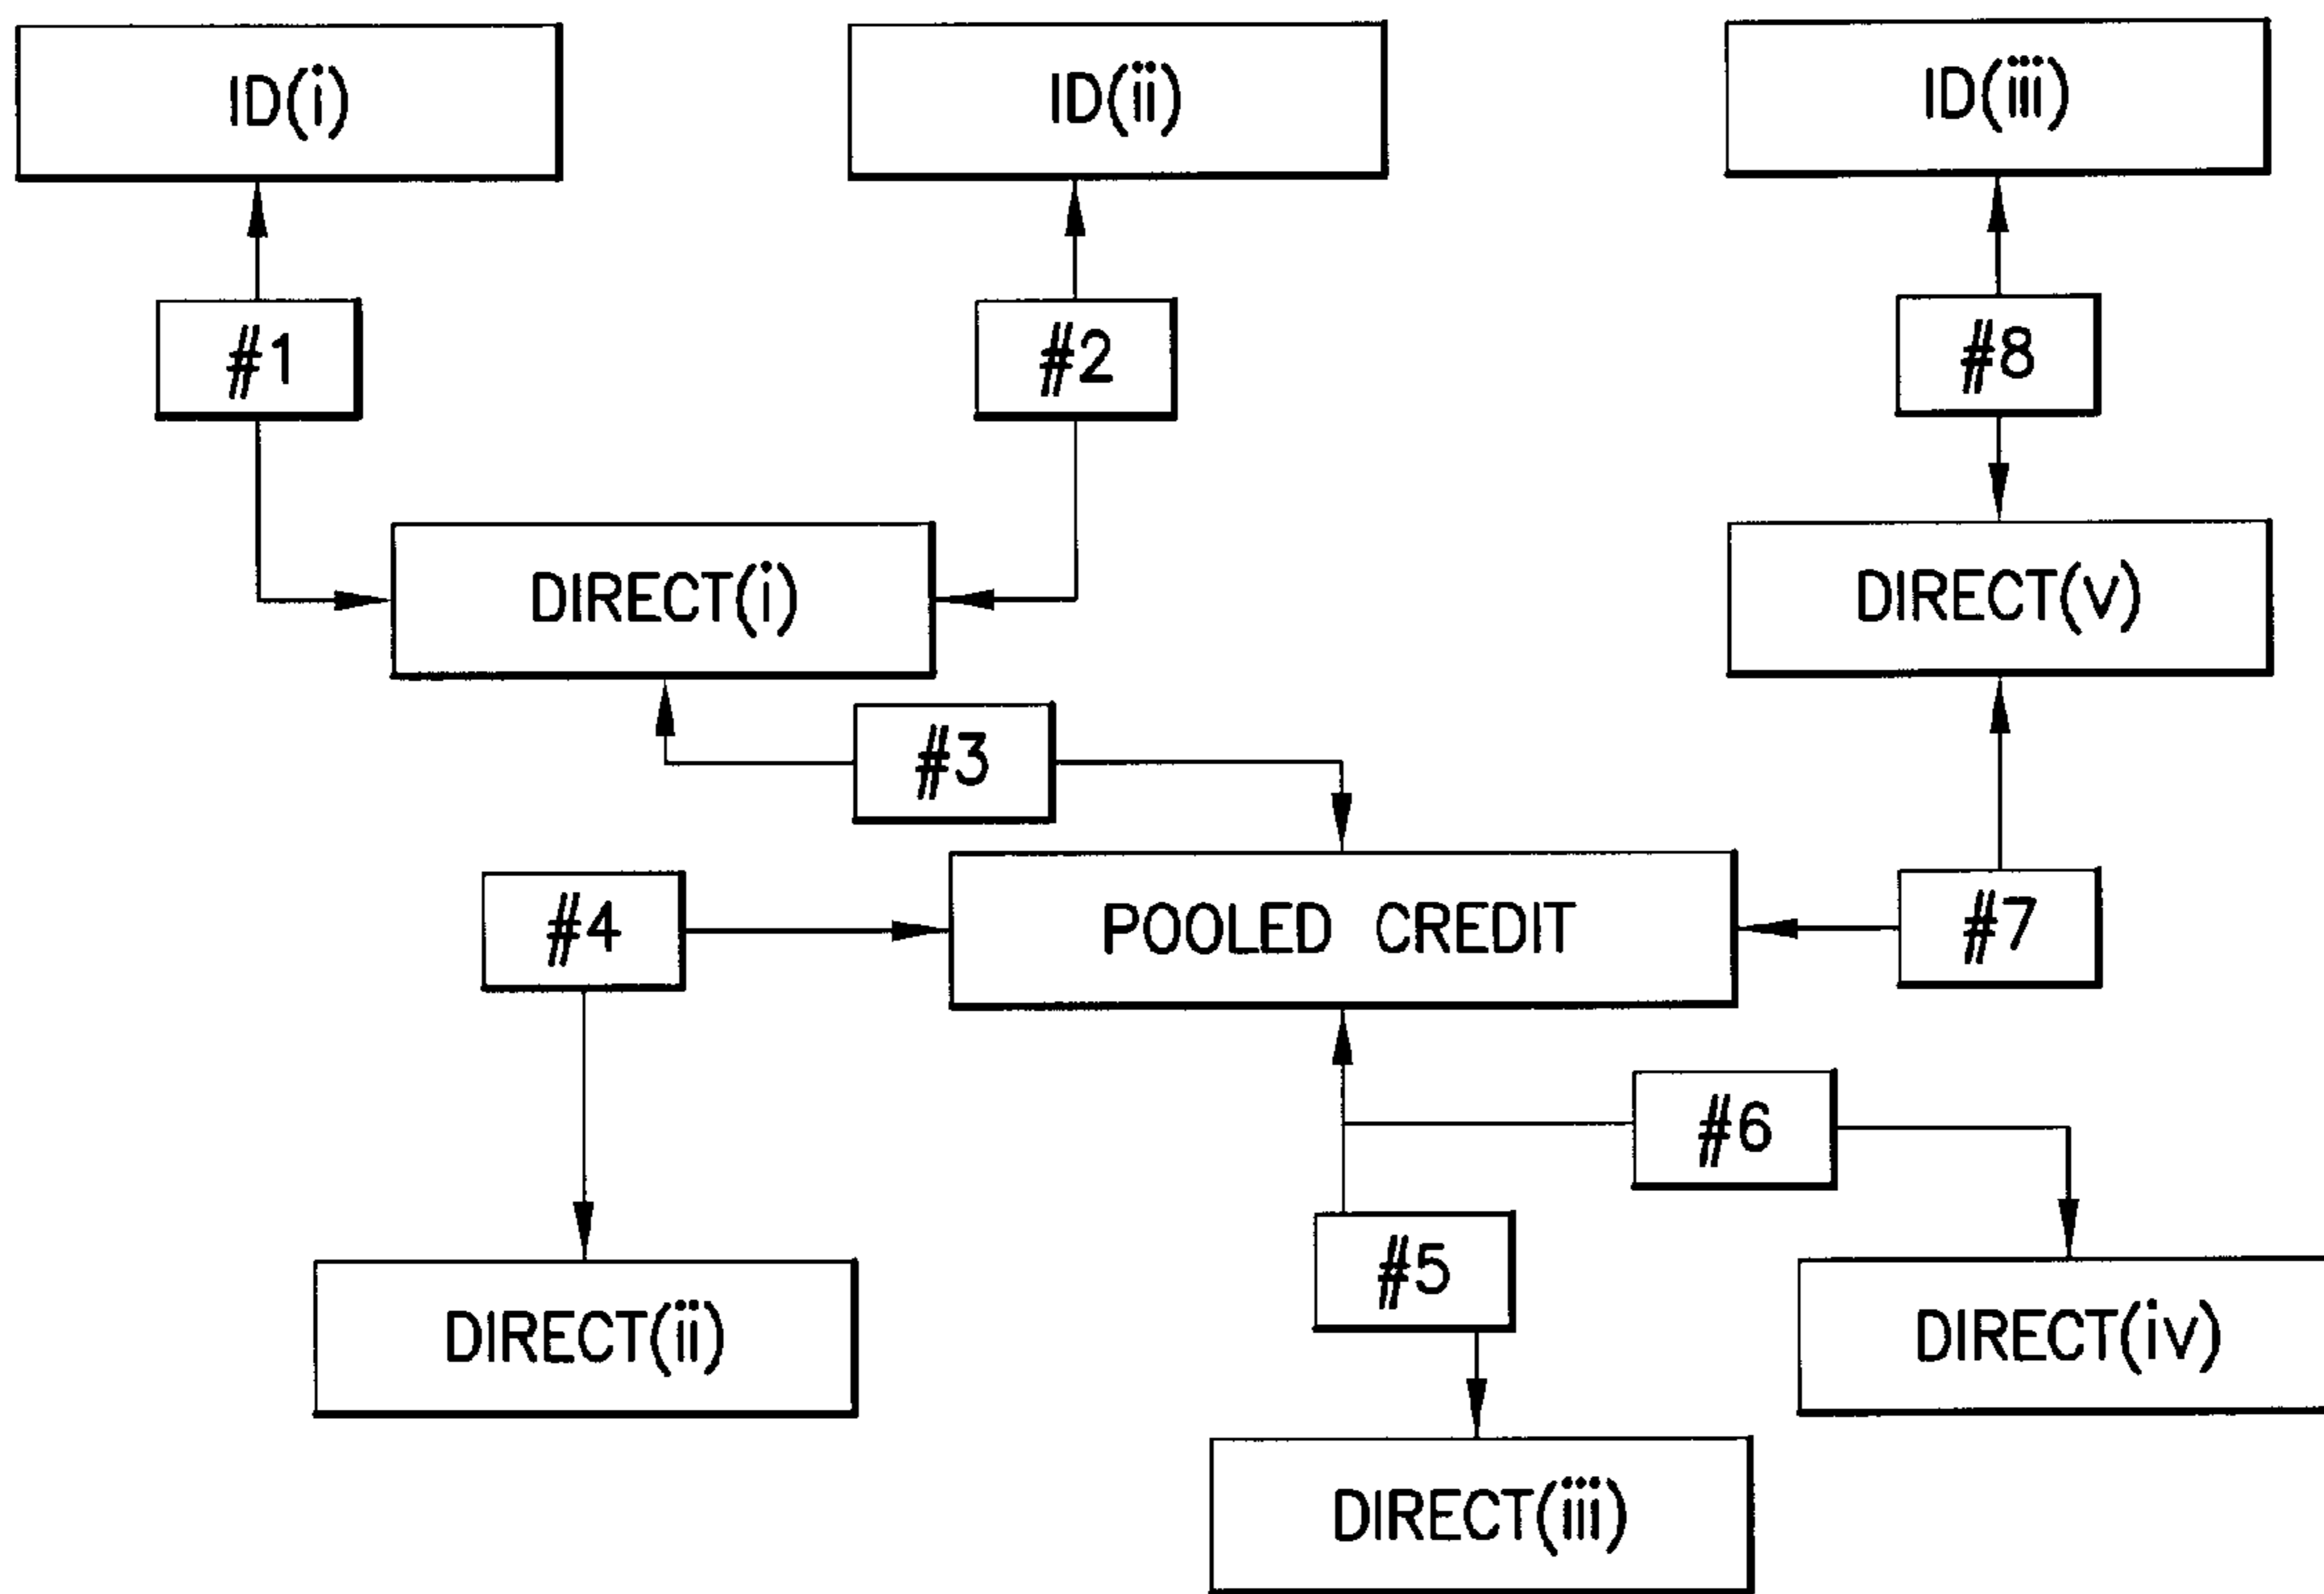 ID(i)
ID(ii)
ID(iii)
#1
#2
#8
DIRECT(i)
DIRECT(v)
#3
#4
POOLED CREDIT
#7
#6
#5
DIRECT(ii)
DIRECT(iv)
DIRECT(iii)